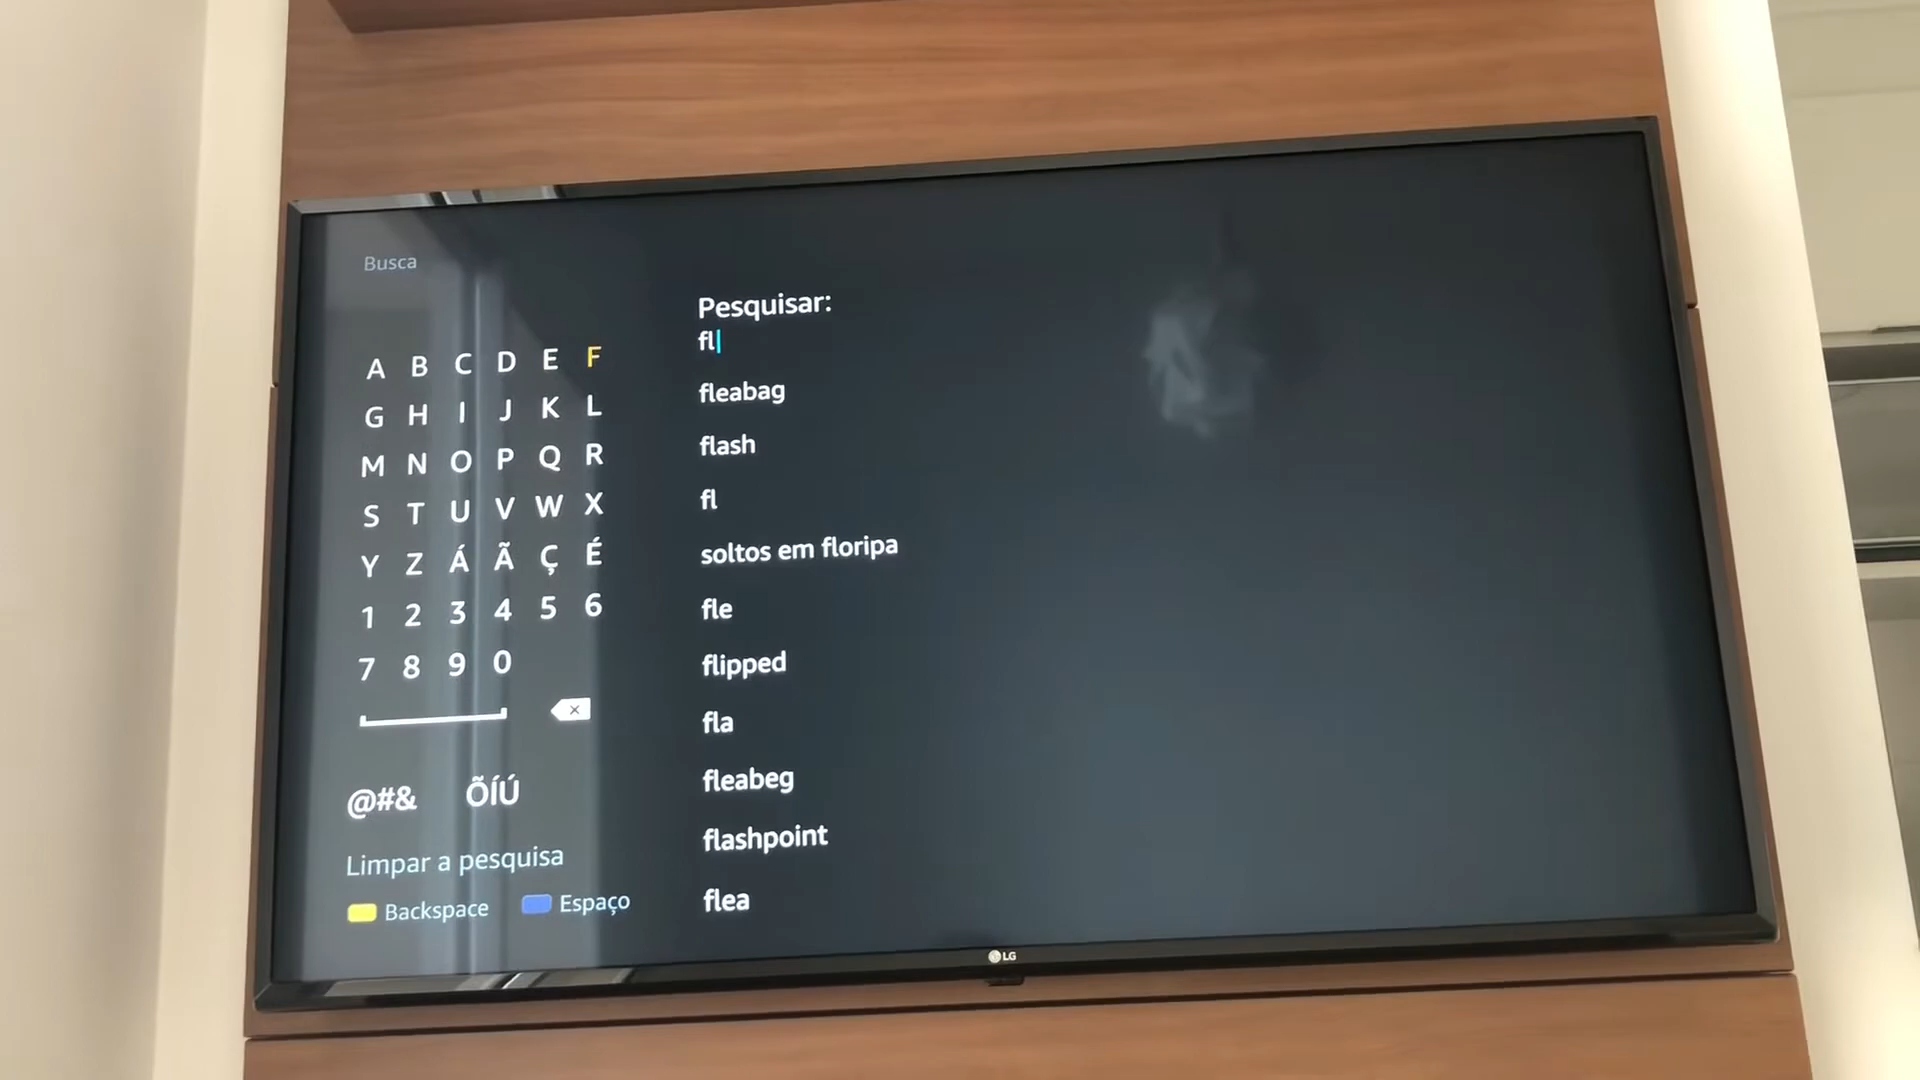 Busca
A B C D E F
G H I J K L
M N O P Q R
S T U V W X
Y Z Á Ã Ç É
1 2 3 4 5 6
7 8 9 0
@#& ÕÍÚ
Limpar a pesquisa
Backspace Espaço
Pesquisar:
fl
fleabag
flash
fl
soltos em floripa
fle
flipped
fla
fleabeg
flashpoint
flea
LG